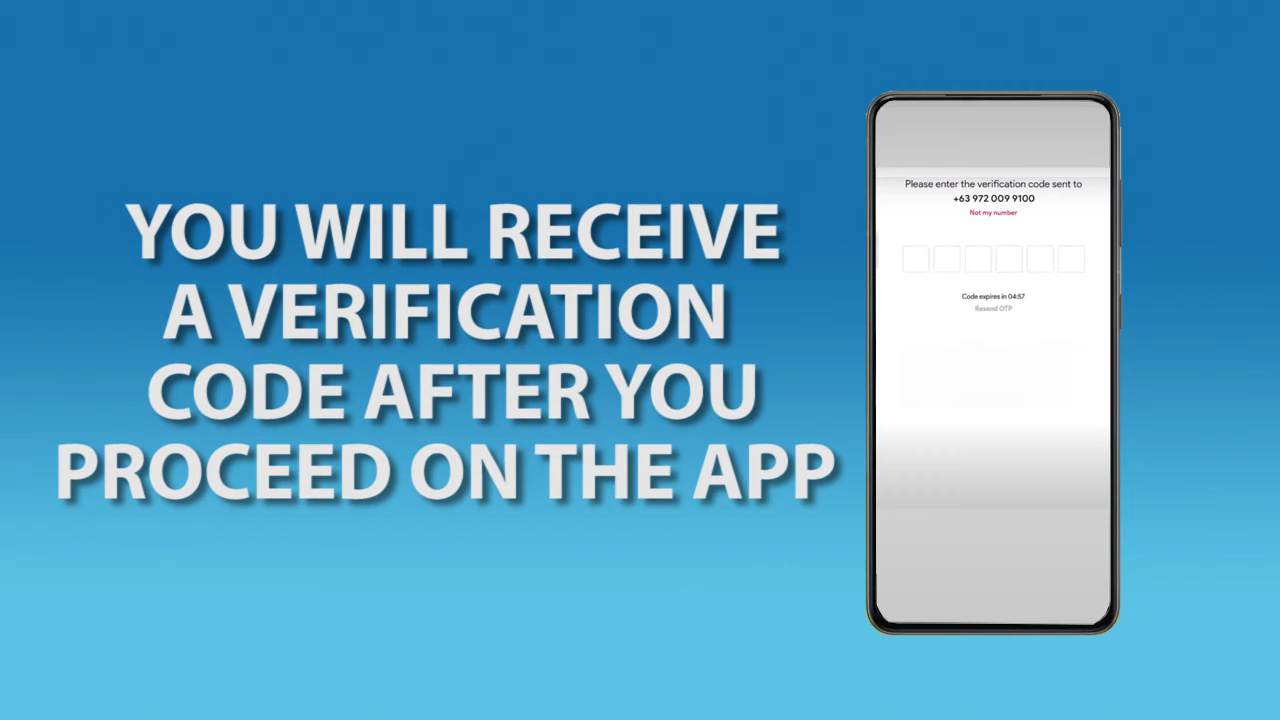 YOU WILL RECEIVE
A VERIFICATION
CODE AFTER YOU
PROCEED ON THE APP
Please enter the verification code sent to
+63 972 009 9100
Not my number
Code expires in 04:57
Resend OTP